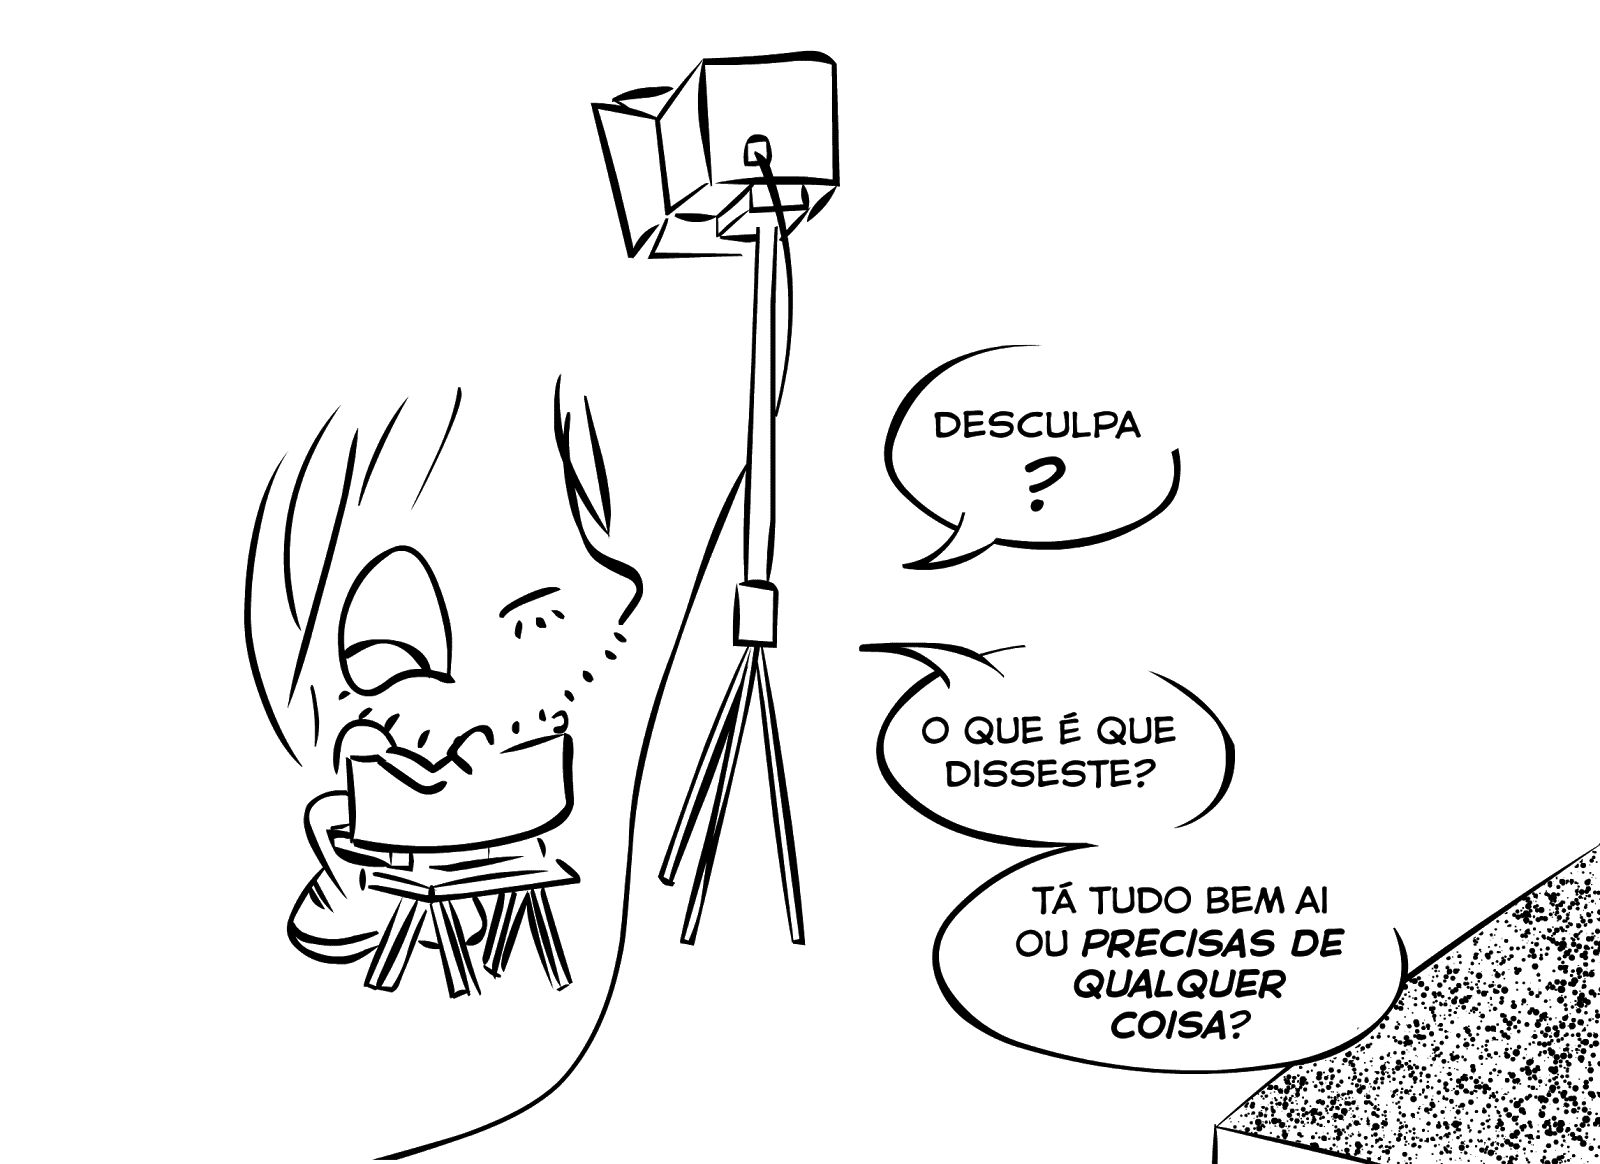 DESCULPA
?
O QUE É QUE
DISSESTE?
TÁ TUDO BEM AI
OU PRECISAS DE
QUALQUER
COISA?